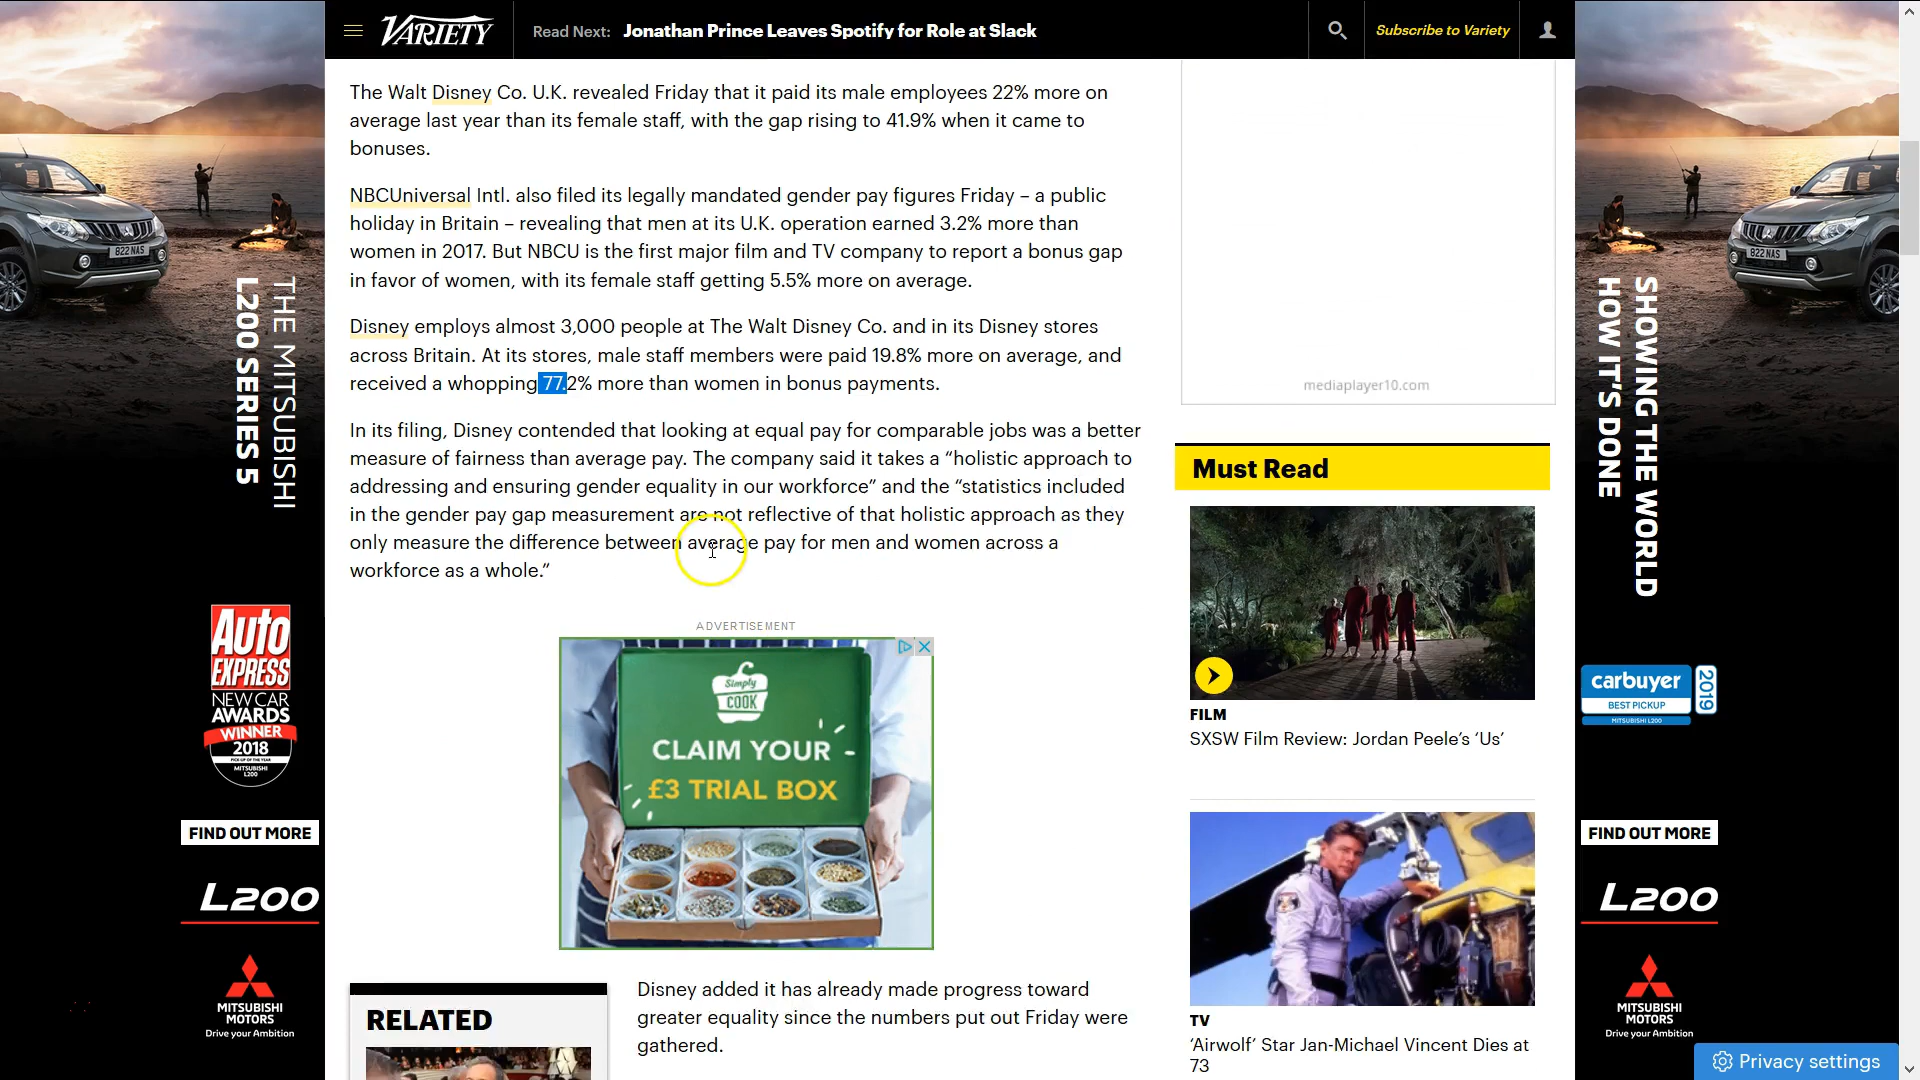 VARIETY
Read Next: Jonathan Prince Leaves Spotify for Role at Slack
Subscribe to Variety
The Walt Disney Co. U.K. revealed Friday that it paid its male employees 22% more on
average last year than its female staff, with the gap rising to 41.9% when it came to
bonuses.
NBCUniversal Intl. also filed its legally mandated gender pay figures Friday – a public
holiday in Britain – revealing that men at its U.K. operation earned 3.2% more than
women in 2017. But NBCU is the first major film and TV company to report a bonus gap
in favor of women, with its female staff getting 5.5% more on average.
Disney employs almost 3,000 people at The Walt Disney Co. and in its Disney stores
across Britain. At its stores, male staff members were paid 19.8% more on average, and
received a whopping 77.2% more than women in bonus payments.
In its filing, Disney contended that looking at equal pay for comparable jobs was a better
measure of fairness than average pay. The company said it takes a “holistic approach to
addressing and ensuring gender equality in our workforce” and the “statistics included
in the gender pay gap measurement are not reflective of that holistic approach as they
only measure the difference between average pay for men and women across a
workforce as a whole.”
ADVERTISEMENT
Simply
COOK
CLAIM YOUR
£3 TRIAL BOX
RELATED
Disney added it has already made progress toward
greater equality since the numbers put out Friday were
gathered.
mediaplayer10.com
Must Read
FILM
SXSW Film Review: Jordan Peele’s ‘Us’
TV
‘Airwolf’ Star Jan-Michael Vincent Dies at
73
822 NAS
THE MITSUBISHI
L200 SERIES 5
Auto
EXPRESS
NEW CAR
AWARDS
WINNER
2018
PICK-UP OF THE YEAR
MITSUBISHI
L200
FIND OUT MORE
L200
MITSUBISHI
MOTORS
Drive your Ambition
822 NAS
SHOWING THE WORLD
HOW IT'S DONE
carbuyer
BEST PICKUP
MITSUBISHI L200
2019
FIND OUT MORE
L200
MITSUBISHI
MOTORS
Drive your Ambition
Privacy settings